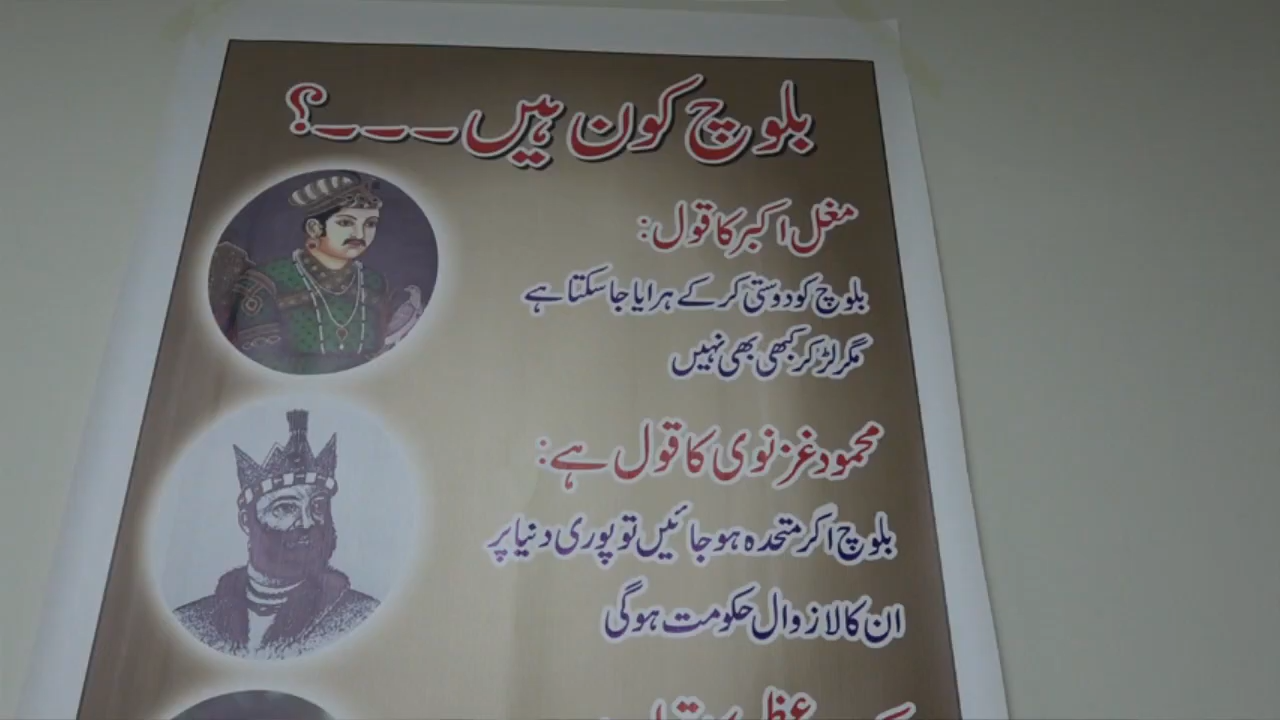 بلوچ کون ہیں۔۔۔؟
مغل اکبر کا قول:
بلوچ کو دوستی کر کے ہرایا جا سکتا ہے
مگر لڑ کر کبھی بھی نہیں
محمود غزنوی کا قول ہے:
بلوچ اگر متحدہ ہو جائیں تو پوری دنیا پر
ان کا لازوال حکومت ہوگی